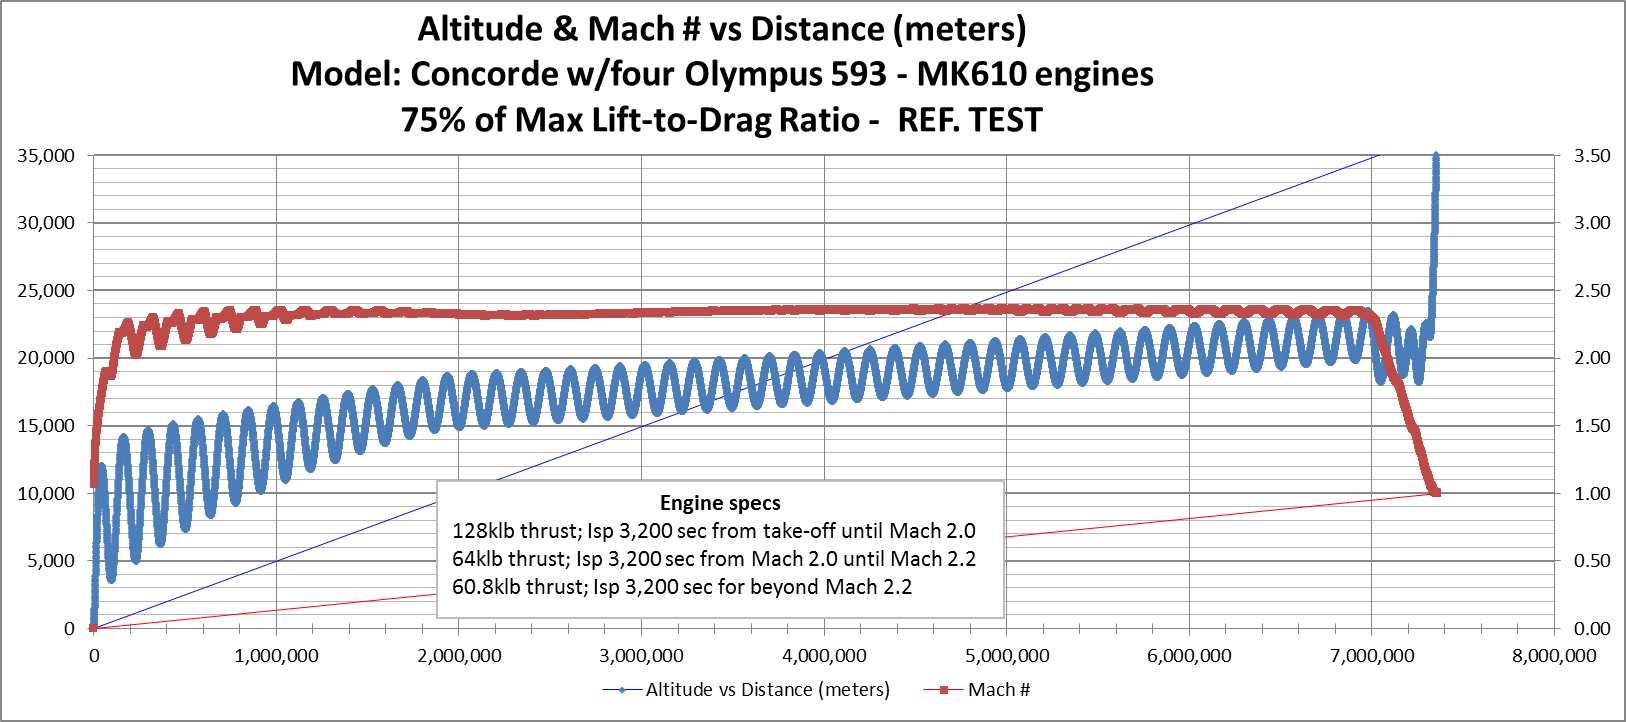 Altitude & Mach # vs Distance (meters)
Model: Concorde w/four Olympus 593 - MK610 engines
75% of Max Lift-to-Drag Ratio - REF. TEST
35,000
30,000
25,000
20,000
15,000
10,000
5,000
0
3.50
3.00
2.50
2.00
1.50
1.00
0.50
0.00
Engine specs
128klb thrust; Isp 3,200 sec from take-off until Mach 2.0
64klb thrust; Isp 3,200 sec from Mach 2.0 until Mach 2.2
60.8klb thrust; Isp 3,200 sec for beyond Mach 2.2
0 1,000,000 2,000,000 3,000,000 4,000,000 5,000,000 6,000,000 7,000,000 8,000,000
Altitude vs Distance (meters) Mach #